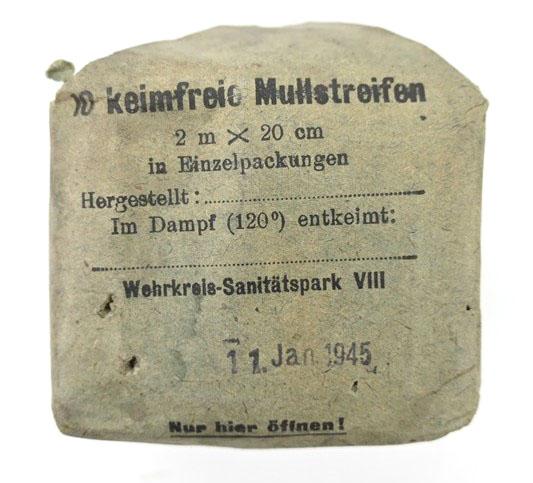 keimfreie Mullstreifen
2 m × 20 cm
in Einzelpackungen
Hergestellt:
Im Dampf (120°) entkeimt:
Wehrkreis-Sanitätspark VIII
11. Jan. 1945
Nur hier öffnen!